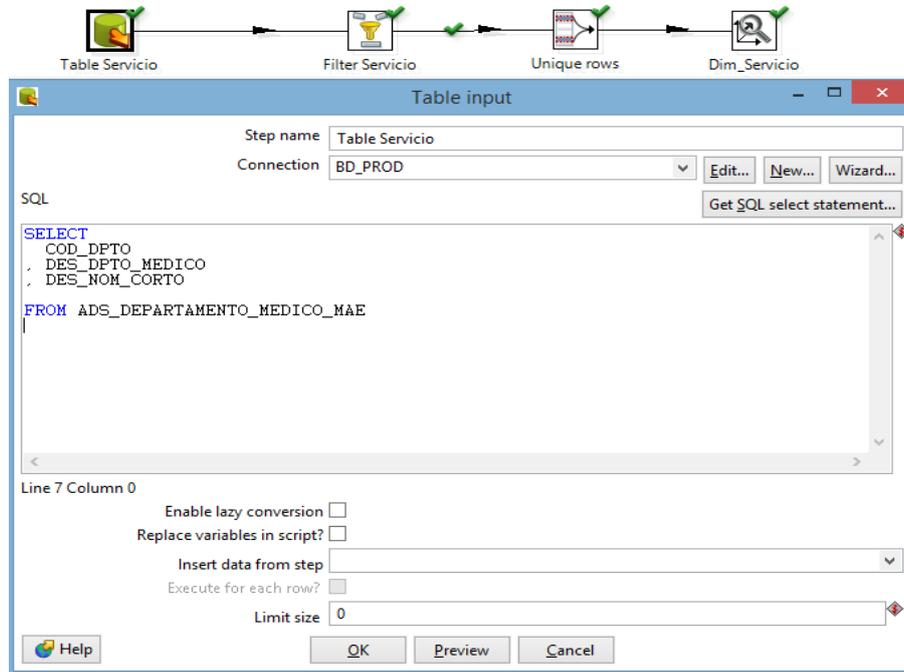 Table Servicio
Filter Servicio
Unique rows
Dim_Servicio
Table input
Step name Table Servicio
Connection BD_PROD Edit... New... Wizard...
SQL
Get SQL select statement...
SELECT
COD_DPTO
, DES_DPTO_MEDICO
, DES_NOM_CORTO
FROM ADS_DEPARTAMENTO_MEDICO_MAE
Line 7 Column 0
Enable lazy conversion
Replace variables in script?
Insert data from step
Execute for each row?
Limit size 0
Help OK Preview Cancel